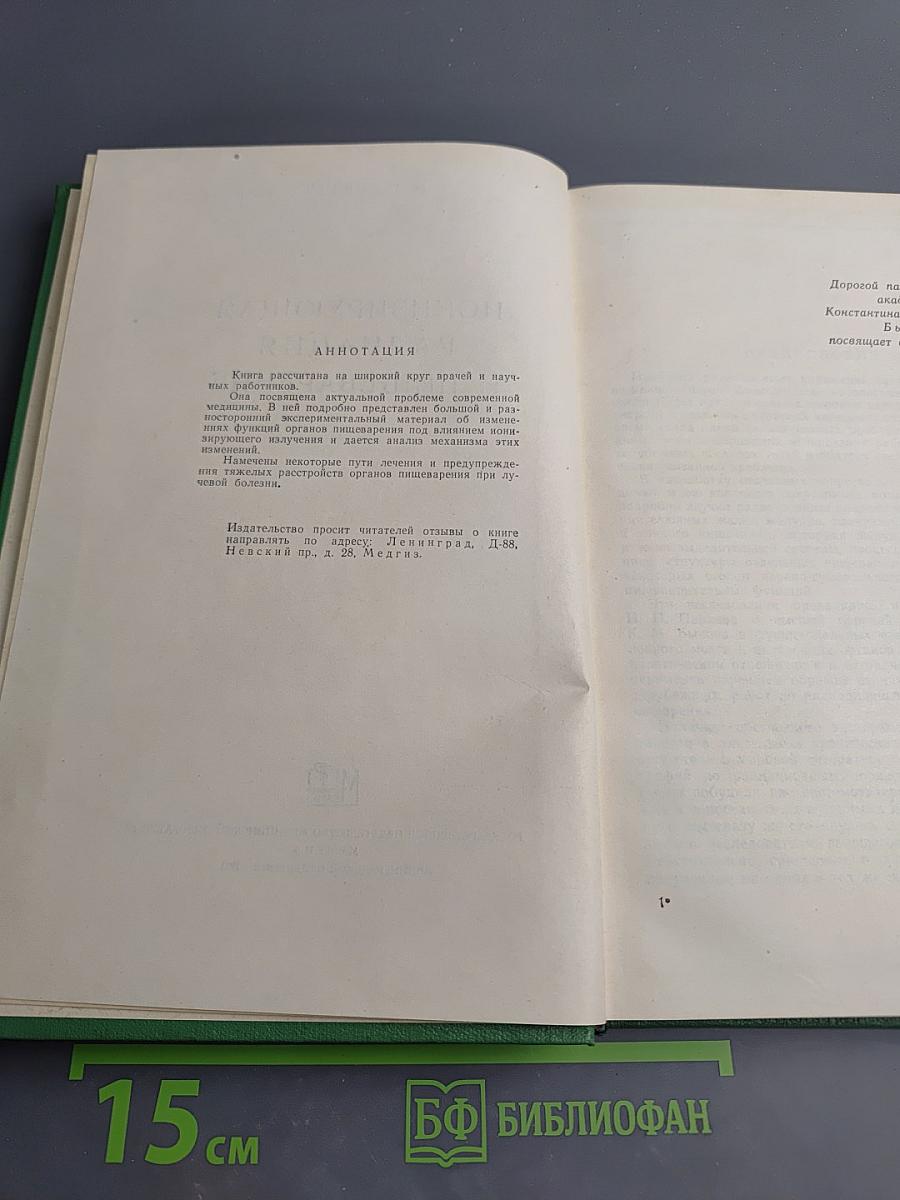 АННОТАЦИЯ
Книга рассчитана на широкий круг врачей и науч-
ных работников.
Она посвящена актуальной проблеме современной
медицины. В ней подробно представлен большой и раз-
носторонний экспериментальный материал об измене-
ниях функций органов пищеварения под влиянием иони-
зирующего излучения и дается анализ механизма этих
изменений.
Намечены некоторые пути лечения и предупрежде-
ния тяжелых расстройств органов пищеварения при лу-
чевой болезни.
Издательство просит читателей отзывы о книге
направлять по адресу: Ленинград, Д-88,
Невский пр., д. 28, Медгиз.
Дорогой па
акад
Константина
Бы
посвящает
1*
15 см
БФ БИБЛИОФАН